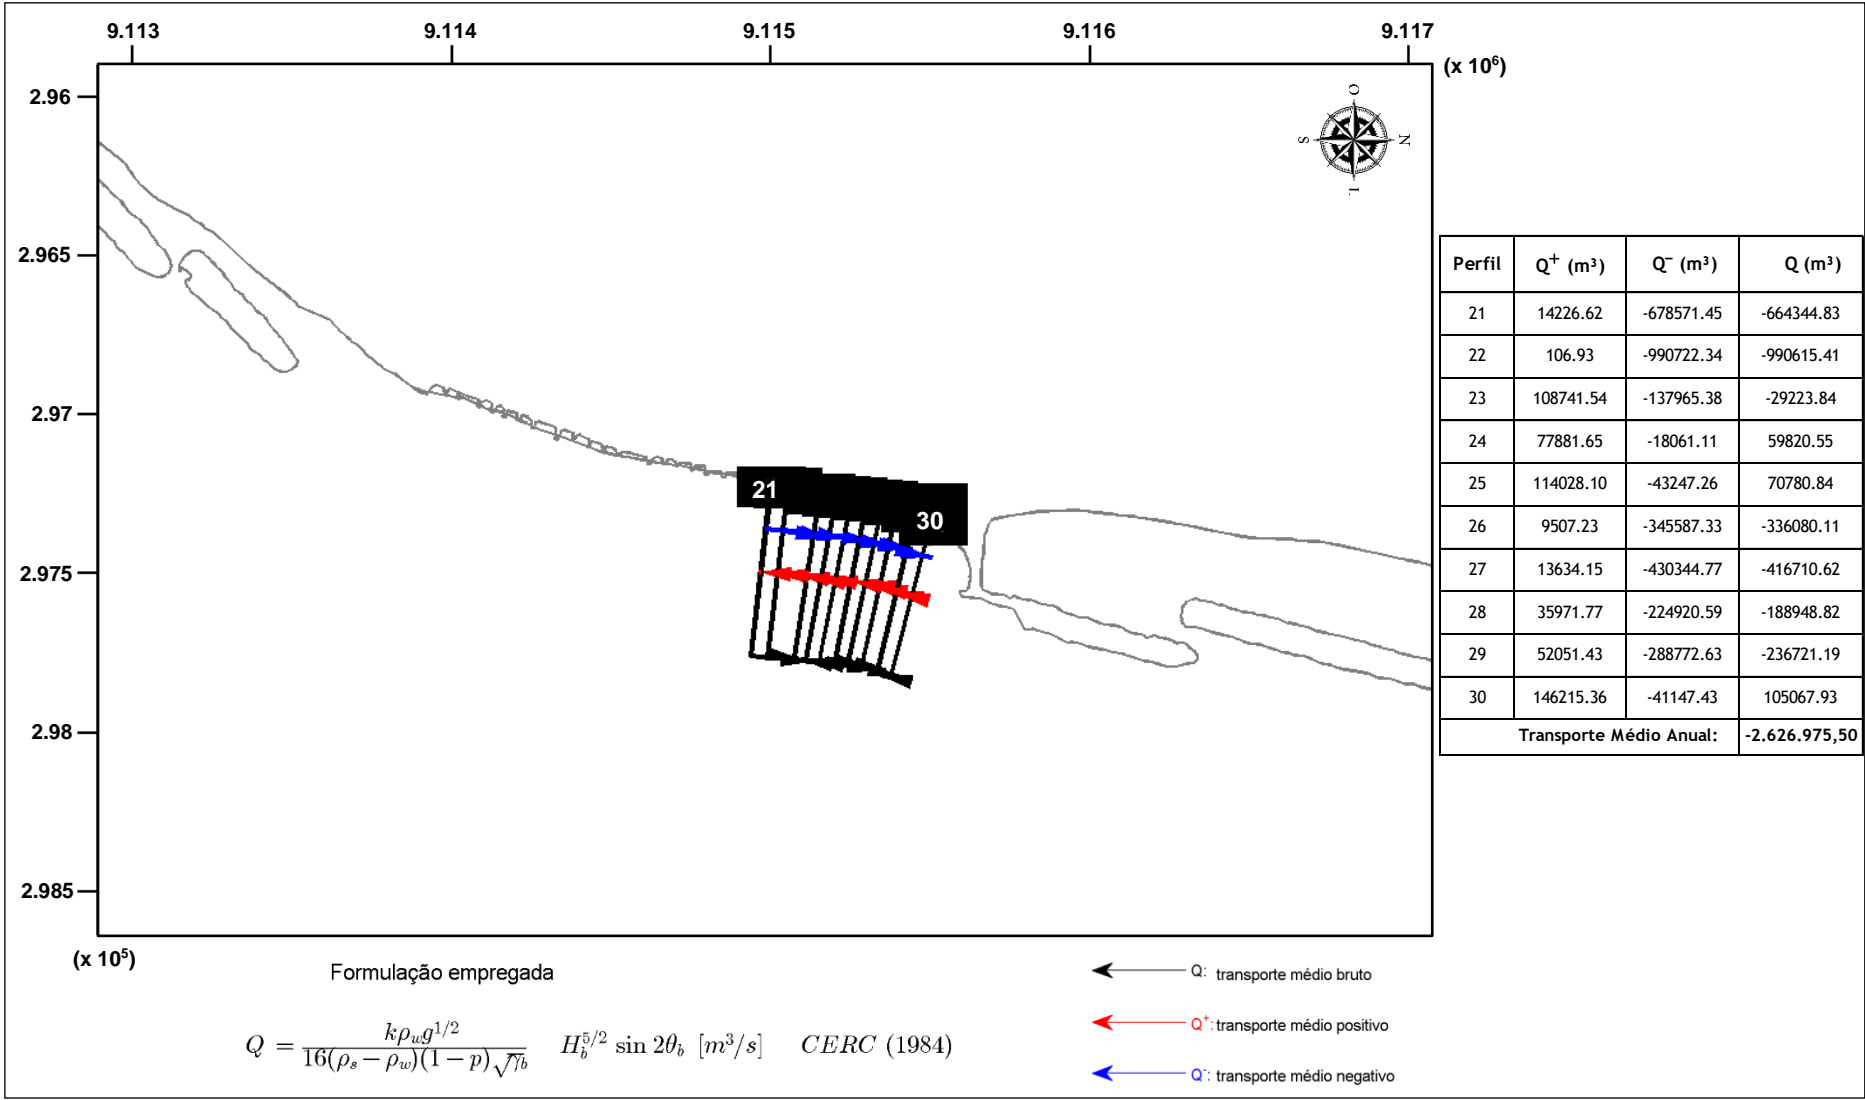 9.113 9.114 9.115 9.116 9.117
(x 10⁶)
2.96
2.965
2.97
2.975
2.98
2.985
(x 10⁵)
O
S N
L
21
30
Perfil Q⁺ (m³) Q⁻ (m³) Q (m³)
21 14226.62 -678571.45 -664344.83
22 106.93 -990722.34 -990615.41
23 108741.54 -137965.38 -29223.84
24 77881.65 -18061.11 59820.55
25 114028.10 -43247.26 70780.84
26 9507.23 -345587.33 -336080.11
27 13634.15 -430344.77 -416710.62
28 35971.77 -224920.59 -188948.82
29 52051.43 -288772.63 -236721.19
30 146215.36 -41147.43 105067.93
Transporte Médio Anual: -2.626.975,50
Formulação empregada
Q = kρ_w g^{1/2} / 16(ρ_s − ρ_w)(1 − p)√γ_b H_b^{5/2} sin 2θ_b [m³/s] CERC (1984)
Q: transporte médio bruto
Q⁺: transporte médio positivo
Q⁻: transporte médio negativo